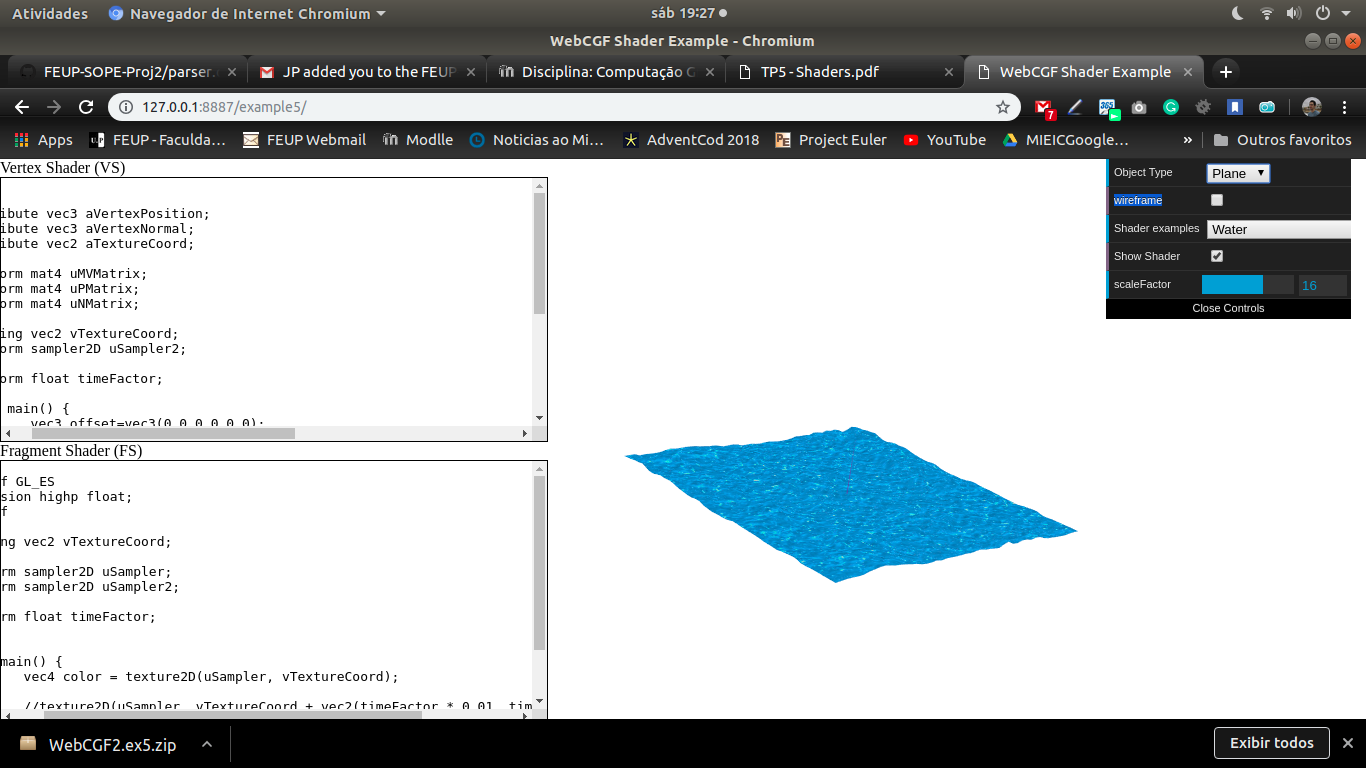 Atividades Navegador de Internet Chromium sáb 19:27
WebCGF Shader Example - Chromium
FEUP-SOPE-Proj2/parser. JP added you to the FEUP Disciplina: Computação G TP5 - Shaders.pdf WebCGF Shader Example
127.0.0.1:8887/example5/ 7 365
Apps FEUP - Faculda… FEUP Webmail Modlle Noticias ao Mi… AdventCod 2018 Project Euler YouTube MIEICGoogle… » Outros favoritos
Vertex Shader (VS)
ibute vec3 aVertexPosition;
ibute vec3 aVertexNormal;
ibute vec2 aTextureCoord;
orm mat4 uMVMatrix;
orm mat4 uPMatrix;
orm mat4 uNMatrix;
ing vec2 vTextureCoord;
orm sampler2D uSampler2;
orm float timeFactor;
main() {
vec3 offset=vec3(0.0,0.0,0.0);
Fragment Shader (FS)
f GL_ES
sion highp float;
f
ng vec2 vTextureCoord;
rm sampler2D uSampler;
rm sampler2D uSampler2;
rm float timeFactor;
main() {
vec4 color = texture2D(uSampler, vTextureCoord);
//texture2D(uSampler, vTextureCoord + vec2(timeFactor * 0.01, tim
Object Type Plane
wireframe
Shader examples Water
Show Shader
scaleFactor 16
Close Controls
WebCGF2.ex5.zip Exibir todos